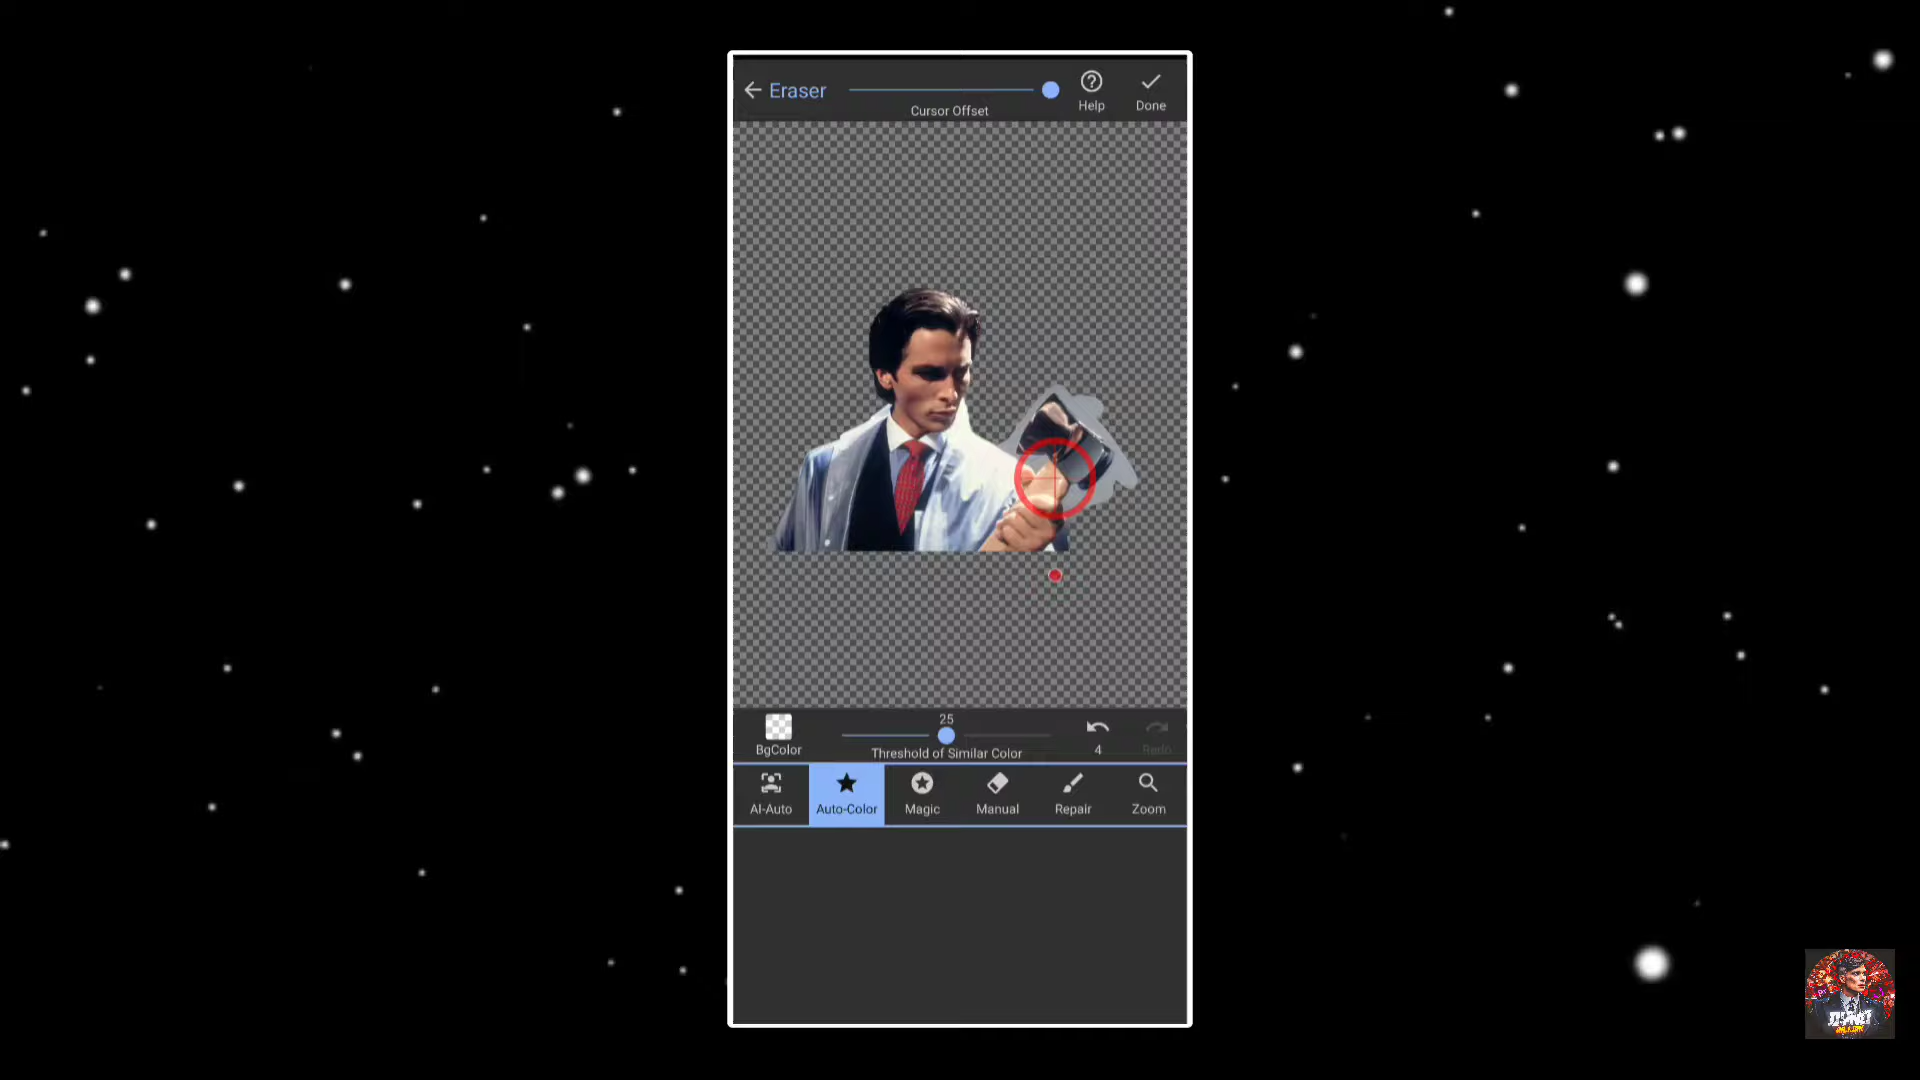 Eraser
Cursor Offset
Help
Done
25
BgColor
Threshold of Similar Color
4
Redo
AI-Auto
Auto-Color
Magic
Manual
Repair
Zoom